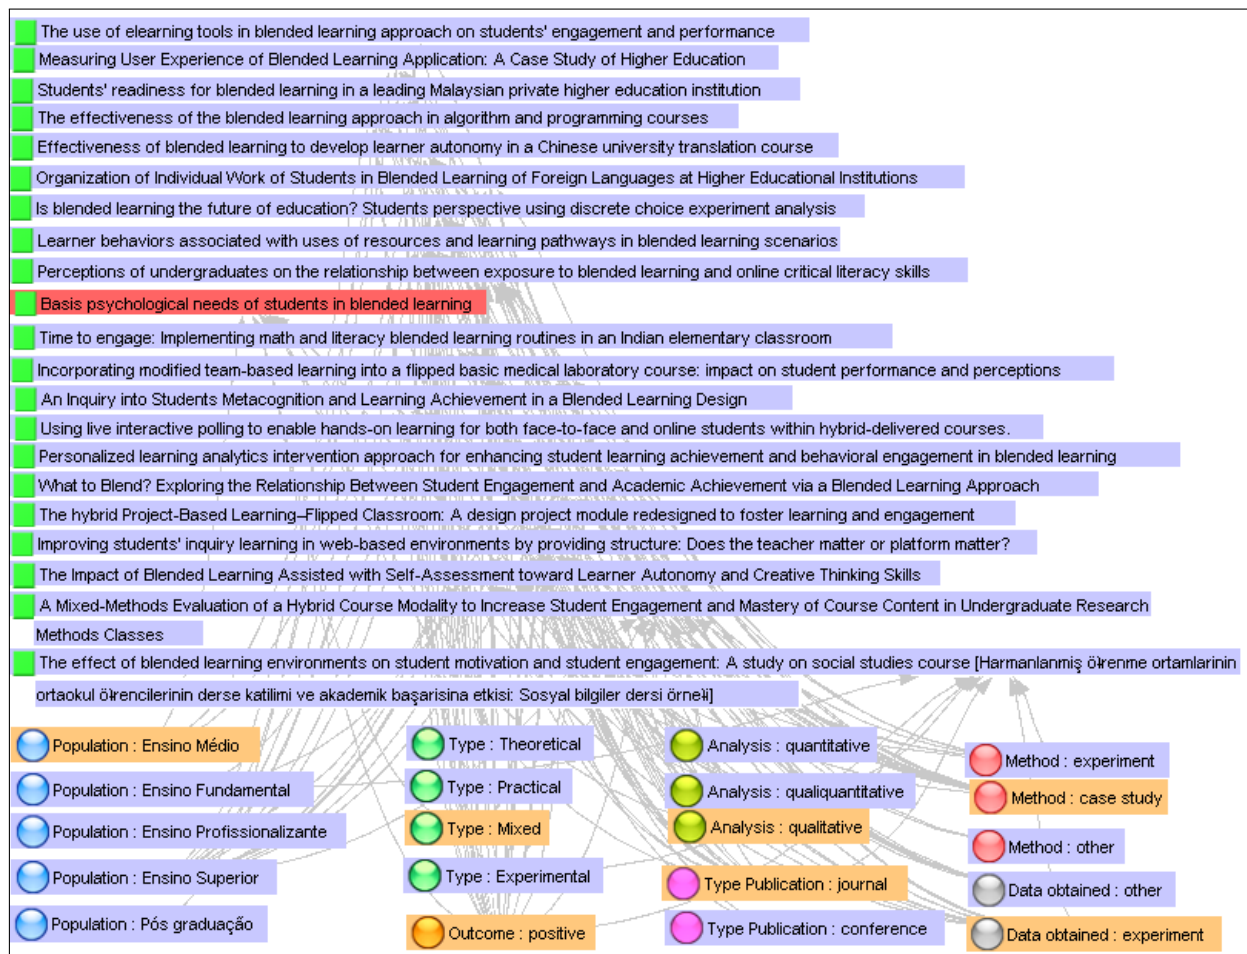 The use of elearning tools in blended learning approach on students' engagement and performance
Measuring User Experience of Blended Learning Application: A Case Study of Higher Education
Students' readiness for blended learning in a leading Malaysian private higher education institution
The effectiveness of the blended learning approach in algorithm and programming courses
Effectiveness of blended learning to develop learner autonomy in a Chinese university translation course
Organization of Individual Work of Students in Blended Learning of Foreign Languages at Higher Educational Institutions
Is blended learning the future of education? Students perspective using discrete choice experiment analysis
Learner behaviors associated with uses of resources and learning pathways in blended learning scenarios
Perceptions of undergraduates on the relationship between exposure to blended learning and online critical literacy skills
Basis psychological needs of students in blended learning
Time to engage: Implementing math and literacy blended learning routines in an Indian elementary classroom
Incorporating modified team-based learning into a flipped basic medical laboratory course: impact on student performance and perceptions
An Inquiry into Students Metacognition and Learning Achievement in a Blended Learning Design
Using live interactive polling to enable hands-on learning for both face-to-face and online students within hybrid-delivered courses.
Personalized learning analytics intervention approach for enhancing student learning achievement and behavioral engagement in blended learning
What to Blend? Exploring the Relationship Between Student Engagement and Academic Achievement via a Blended Learning Approach
The hybrid Project-Based Learning–Flipped Classroom: A design project module redesigned to foster learning and engagement
Improving students' inquiry learning in web-based environments by providing structure: Does the teacher matter or platform matter?
The Impact of Blended Learning Assisted with Self-Assessment toward Learner Autonomy and Creative Thinking Skills
A Mixed-Methods Evaluation of a Hybrid Course Modality to Increase Student Engagement and Mastery of Course Content in Undergraduate Research
Methods Classes
The effect of blended learning environments on student motivation and student engagement: A study on social studies course [Harmanlanmiş öłrenme ortamlarinin
ortaokul öłrencilerinin derse katilimi ve akademik başarisina etkisi: Sosyal bilgiler dersi örnełi]
Population : Ensino Médio
Population : Ensino Fundamental
Population : Ensino Profissionalizante
Population : Ensino Superior
Population : Pós graduação
Type : Theoretical
Type : Practical
Type : Mixed
Type : Experimental
Outcome : positive
Analysis : quantitative
Analysis : qualiquantitative
Analysis : qualitative
Type Publication : journal
Type Publication : conference
Method : experiment
Method : case study
Method : other
Data obtained : other
Data obtained : experiment